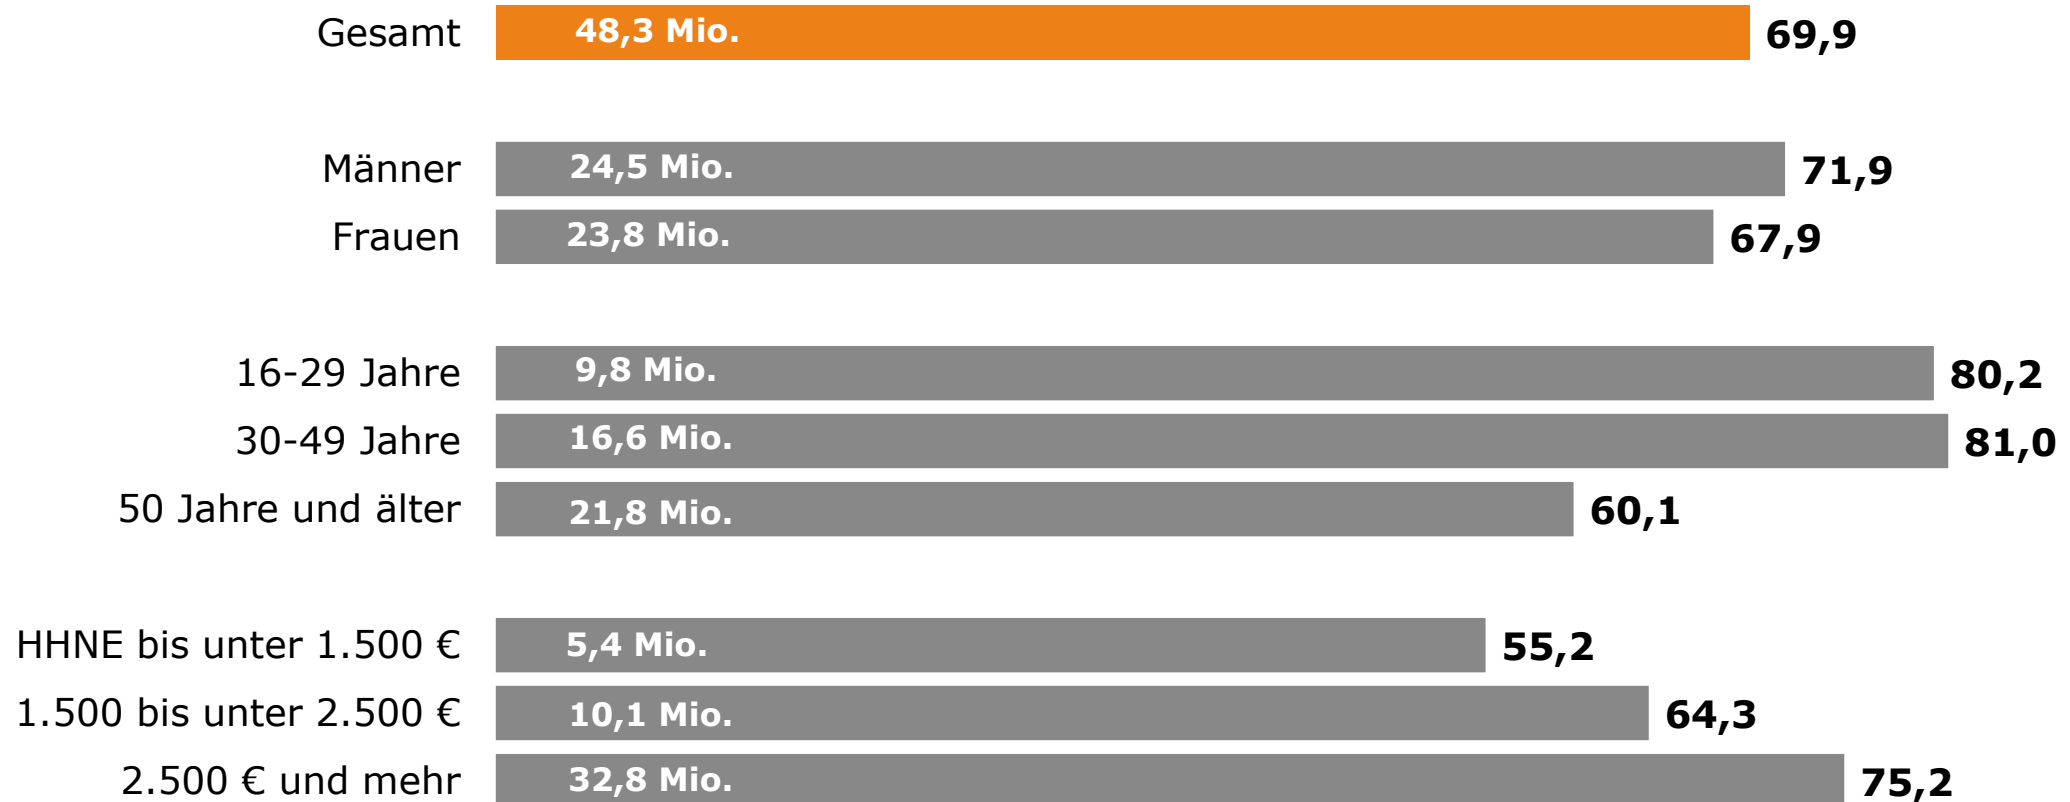 Gesamt 48,3 Mio. 69,9
Männer 24,5 Mio. 71,9
Frauen 23,8 Mio. 67,9
16-29 Jahre 9,8 Mio. 80,2
30-49 Jahre 16,6 Mio. 81,0
50 Jahre und älter 21,8 Mio. 60,1
HHNE bis unter 1.500 € 5,4 Mio. 55,2
1.500 bis unter 2.500 € 10,1 Mio. 64,3
2.500 € und mehr 32,8 Mio. 75,2